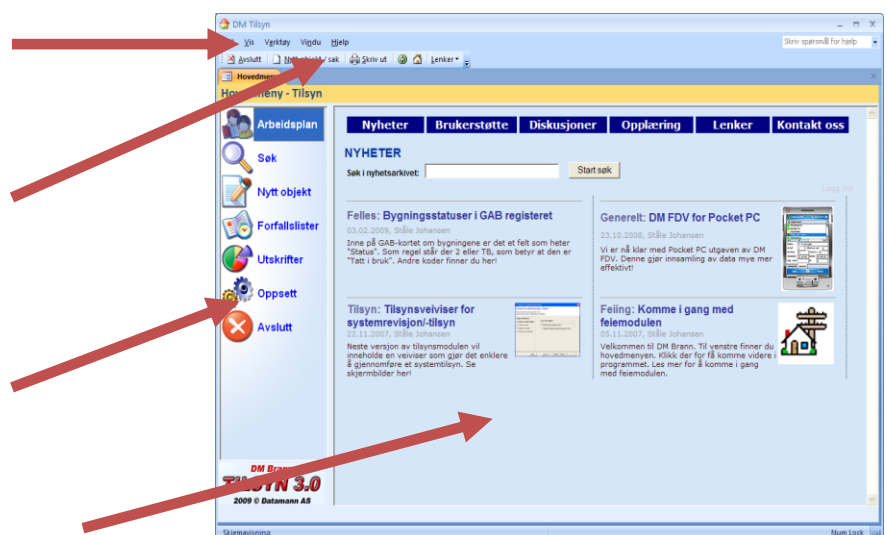 DM Tilsyn
Vis Verktøy Vindu Hjelp
Skriv spørsmål for hjelp
Avslutt Nytt objekt / sak Skriv ut Lenker
Hovedmeny
Hovedmeny - Tilsyn
Arbeidsplan
Søk
Nytt objekt
Forfallslister
Utskrifter
Oppsett
Avslutt
DM Brann
TILSYN 3.0
2009 © Datamann AS
Nyheter Brukerstøtte Diskusjoner Opplæring Lenker Kontakt oss
NYHETER
Søk i nyhetsarkivet: Start søk
Logg inn
Felles: Bygningsstatuser i GAB registeret
03.02.2009, Ståle Johansen
Inne på GAB-kortet om bygningene er det et felt som heter
"Status". Som regel står der 2 eller TB, som betyr at den er
"Tatt i bruk". Andre koder finner du her!
Generelt: DM FDV for Pocket PC
23.10.2008, Ståle Johansen
Vi er nå klar med Pocket PC utgaven av DM
FDV. Denne gjør innsamling av data mye mer
effektivt!
Tilsyn: Tilsynsveiviser for
systemrevisjon/-tilsyn
22.11.2007, Ståle Johansen
Neste versjon av tilsynsmodulen vil
inneholde en veiviser som gjør det enklere
å gjennomføre et systemtilsyn. Se
skjermbilder her!
Feiing: Komme i gang med
feiemodulen
05.11.2007, Ståle Johansen
Velkommen til DM Brann. Til venstre finner du
hovedmenyen. Klikk der for få komme videre i
programmet. Les mer for å komme i gang
med feiemodulen.
Skjemavisning
Num Lock